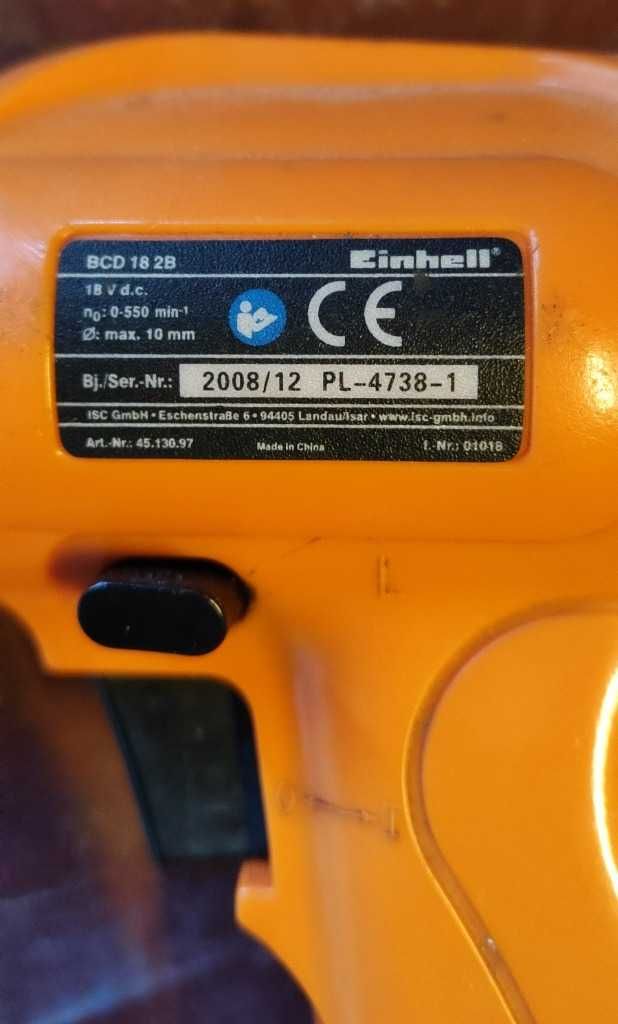 BCD 18 2B
Einhell®
18 V d.c.
n₀: 0-550 min⁻¹
Ø: max. 10 mm
CE
Bj./Ser.-Nr.: 2008/12 PL-4738-1
ISC GmbH • Eschenstraße 6 • 94405 Landau/Isar • www.isc-gmbh.info
Art.-Nr.: 45.130.97 Made in China I.-Nr.: 01018
L
0 L